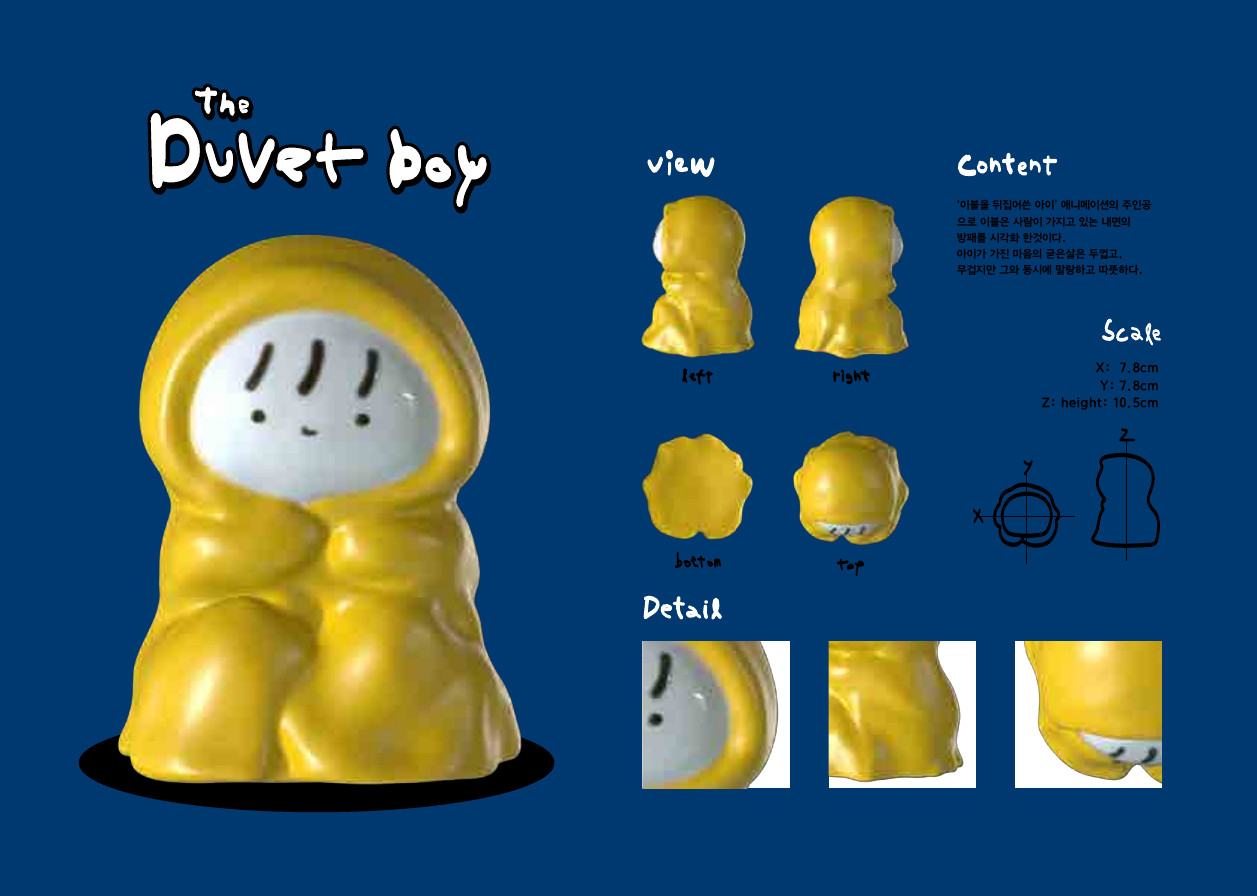 the
Duvet boy
view
left
right
bottom
top
Content
'이불을 뒤집어쓴 아이' 애니메이션의 주인공
으로 이불은 사람이 가지고 있는 내면의
방패를 시각화 한것이다.
아이가 가진 마음의 굳은살은 두껍고,
무겁지만 그와 동시에 말랑하고 따뜻하다.
Scale
X: 7.8cm
Y: 7.8cm
Z: height: 10.5cm
Z
y
X
Detail